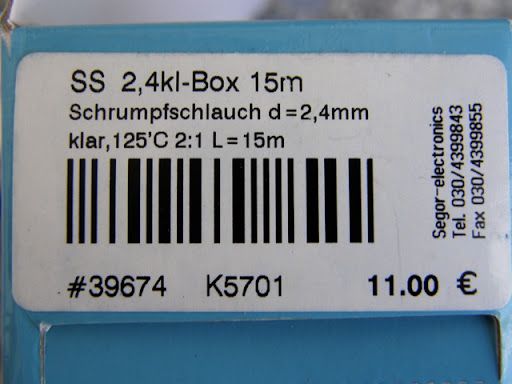 SS 2,4kl-Box 15m
Schrumpfschlauch d=2,4mm
klar,125'C 2:1 L=15m
#39674 K5701 11.00 €
Segor-electronics
Tel. 030/4399843
Fax 030/4399855